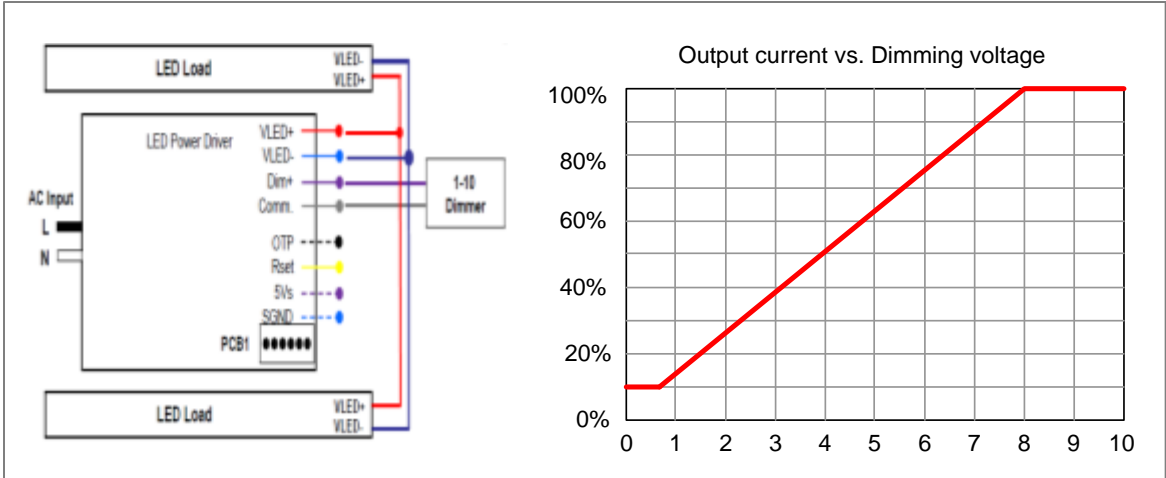 LED Load
VLED-
VLED+
LED Power Driver
VLED+
VLED-
Dim+
Comm.
OTP
Rset
5Vs
SGND
PCB1
AC Input
L
N
1-10
Dimmer
LED Load
VLED+
VLED-
Output current vs. Dimming voltage
100%
80%
60%
40%
20%
0%
0 1 2 3 4 5 6 7 8 9 10